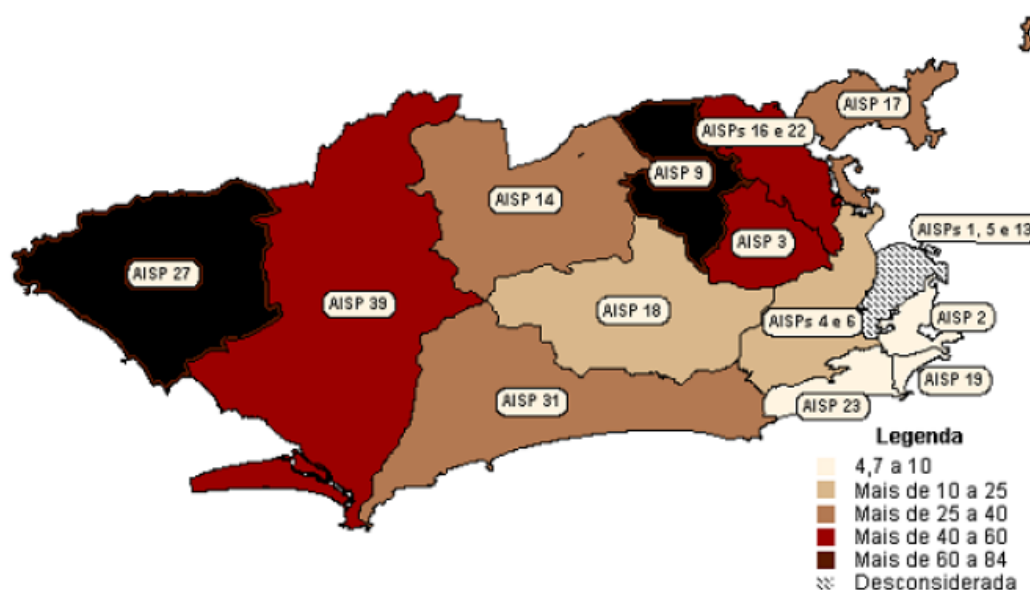 AISP 17
AISPs 16 e 22
AISP 9
AISP 14
AISPs 1, 5 e 13
AISP 3
AISP 27
AISP 39
AISP 18
AISPs 4 e 6
AISP 2
AISP 19
AISP 31
AISP 23
Legenda
4,7 a 10
Mais de 10 a 25
Mais de 25 a 40
Mais de 40 a 60
Mais de 60 a 84
Desconsiderada